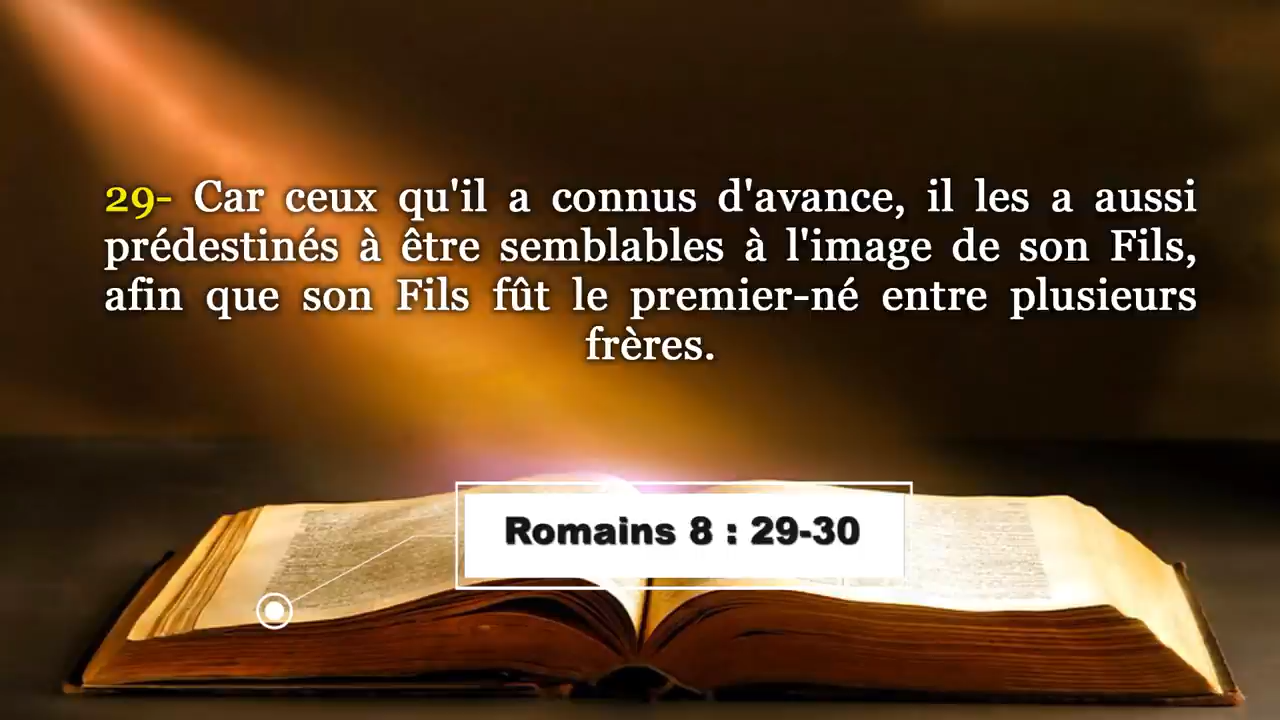 29- Car ceux qu'il a connus d'avance, il les a aussi
prédestinés à être semblables à l'image de son Fils,
afin que son Fils fût le premier-né entre plusieurs
frères.
Romains 8 : 29-30